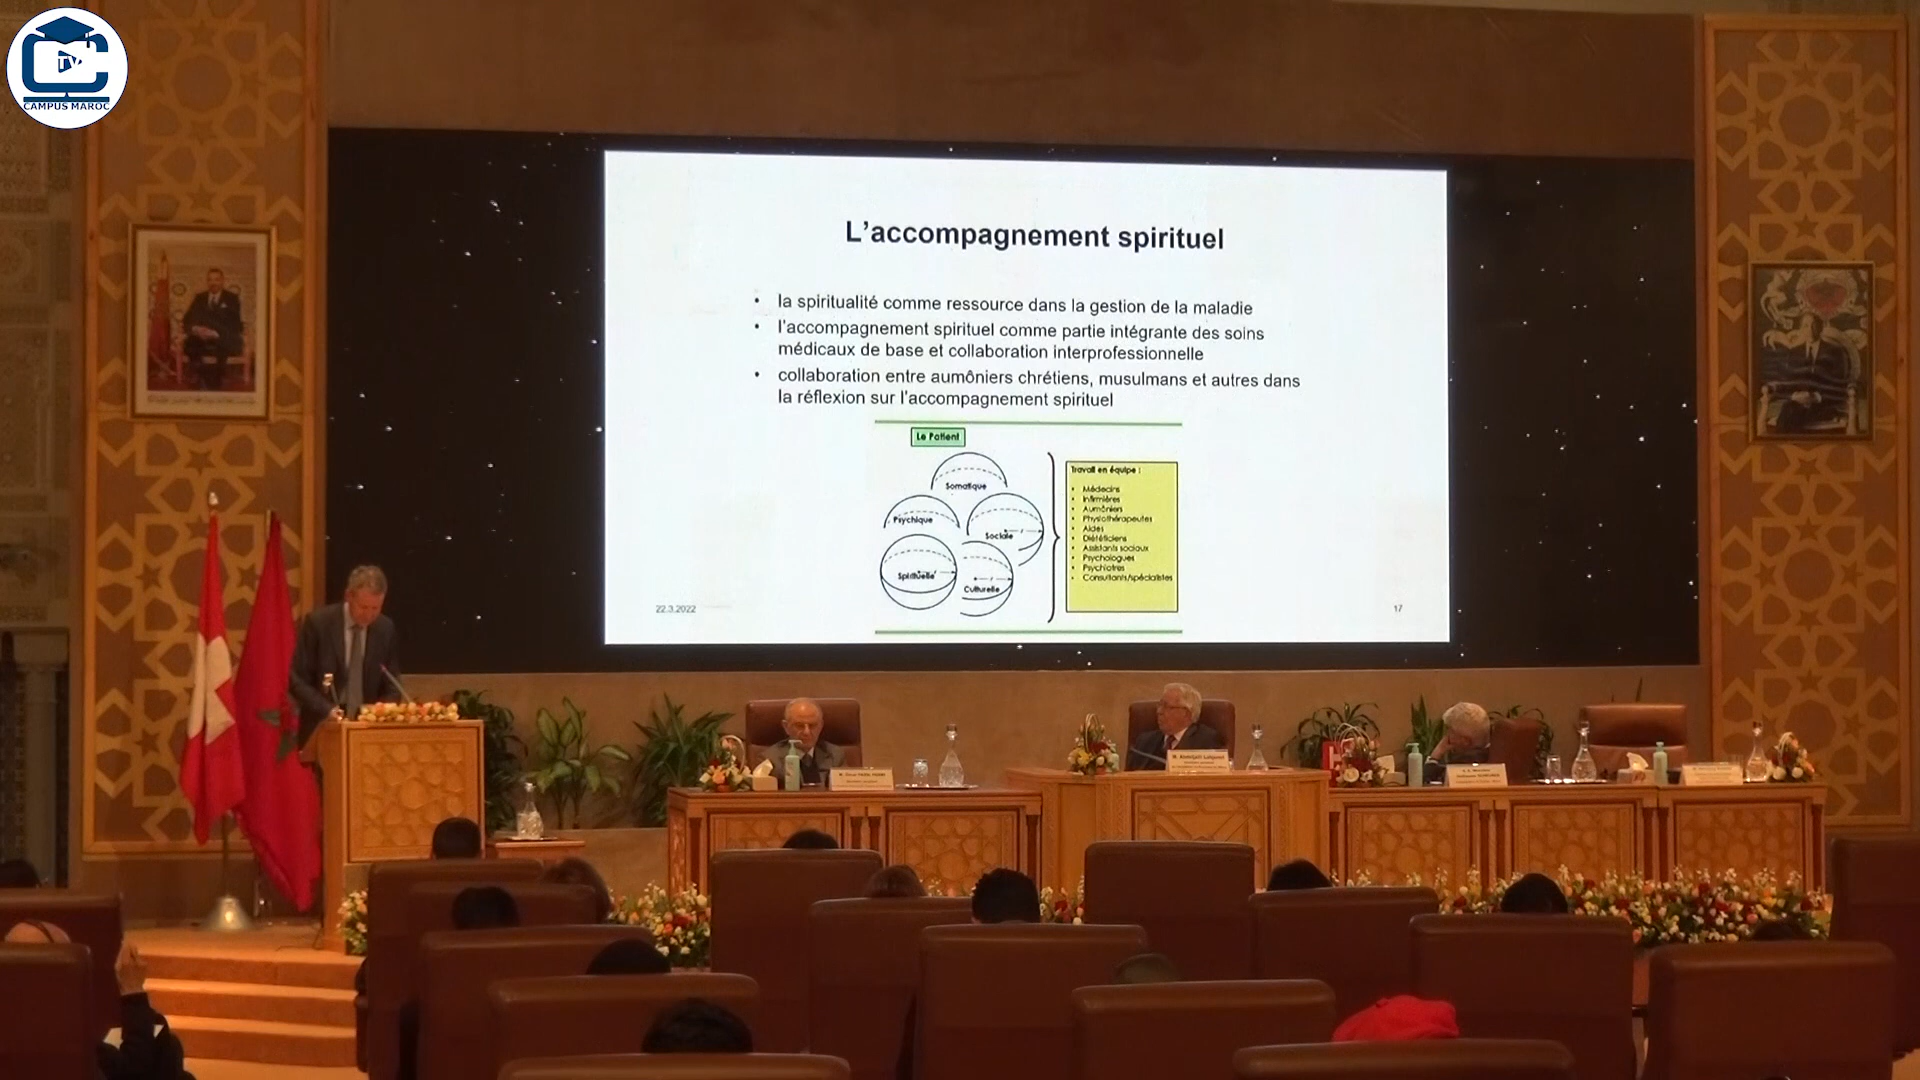 TV
CAMPUS MAROC
L'accompagnement spirituel
• la spiritualité comme ressource dans la gestion de la maladie
• l'accompagnement spirituel comme partie intégrante des soins
médicaux de base et collaboration interprofessionnelle
• collaboration entre aumôniers chrétiens, musulmans et autres dans
la réflexion sur l'accompagnement spirituel
Le Patient
Somatique
Psychique
Sociale
Spirituelle
Culturelle
Travail en équipe :
• Médecins
• Infirmières
• Aumôniers
• Physiothérapeutes
• Aides
• Diététiciens
• Assistants sociaux
• Psychologues
• Psychiatres
• Consultants/spécialistes
22.3.2022
17